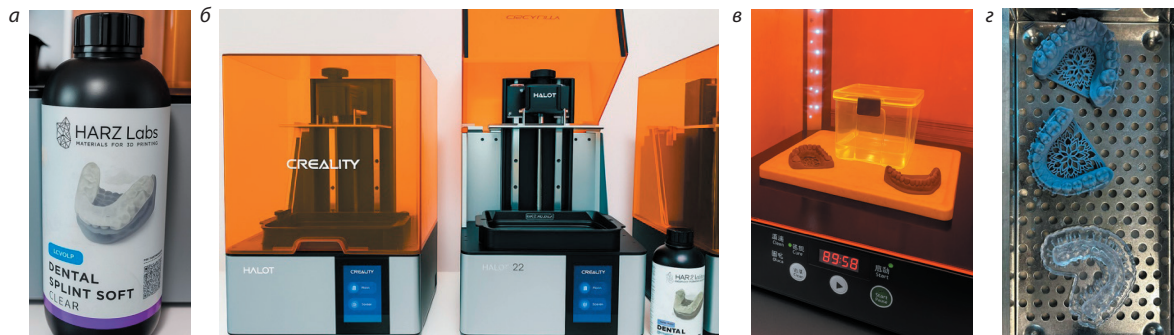 а
HARZ Labs
MATERIALS FOR 3D PRINTING
LCVOLP
DENTAL
SPLINT SOFT
CLEAR
б
HALOT
CREALITY
HALOT
CREALITY
HALOT 22
CREALITY
HARZ Labs
DENTAL
в
89:58
Start
г